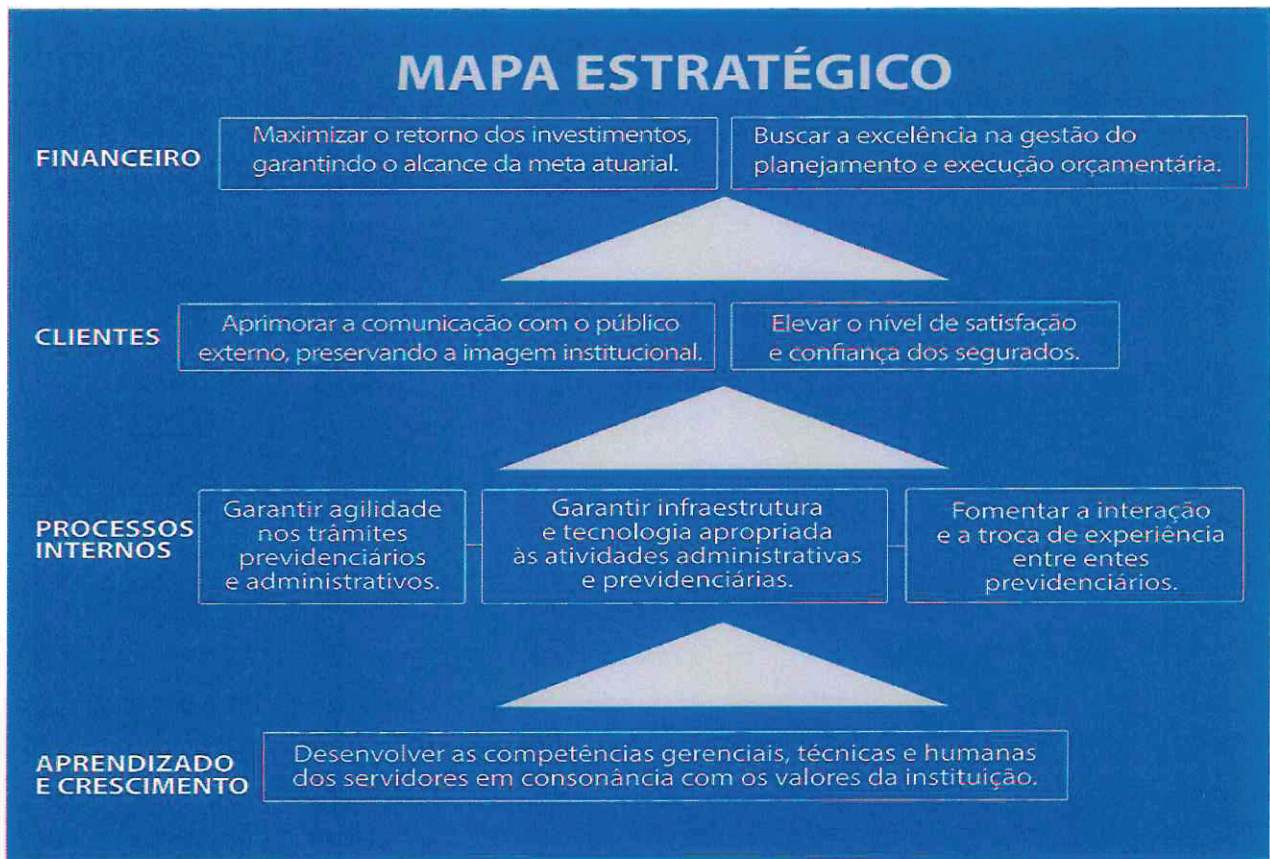 MAPA ESTRATÉGICO
FINANCEIRO
Maximizar o retorno dos investimentos,
garantindo o alcance da meta atuarial.
Buscar a excelência na gestão do
planejamento e execução orçamentária.
CLIENTES
Aprimorar a comunicação com o público
externo, preservando a imagem institucional.
Elevar o nível de satisfação
e confiança dos segurados.
PROCESSOS
INTERNOS
Garantir agilidade
nos trâmites
previdenciários
e administrativos.
Garantir infraestrutura
e tecnologia apropriada
às atividades administrativas
e previdenciárias.
Fomentar a interação
e a troca de experiência
entre entes
previdenciários.
APRENDIZADO
E CRESCIMENTO
Desenvolver as competências gerenciais, técnicas e humanas
dos servidores em consonância com os valores da instituição.